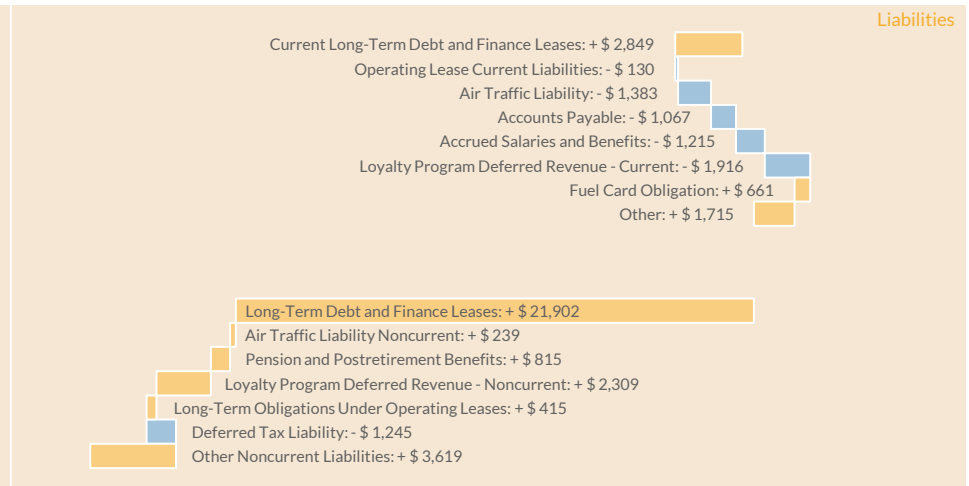 Liabilities
Current Long-Term Debt and Finance Leases: + $ 2,849
Operating Lease Current Liabilities: - $ 130
Air Traffic Liability: - $ 1,383
Accounts Payable: - $ 1,067
Accrued Salaries and Benefits: - $ 1,215
Loyalty Program Deferred Revenue - Current: - $ 1,916
Fuel Card Obligation: + $ 661
Other: + $ 1,715
Long-Term Debt and Finance Leases: + $ 21,902
Air Traffic Liability Noncurrent: + $ 239
Pension and Postretirement Benefits: + $ 815
Loyalty Program Deferred Revenue - Noncurrent: + $ 2,309
Long-Term Obligations Under Operating Leases: + $ 415
Deferred Tax Liability: - $ 1,245
Other Noncurrent Liabilities: + $ 3,619